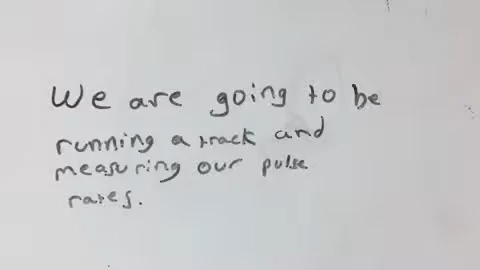 We are going to be
running a track and
measuring our pulse
rates.